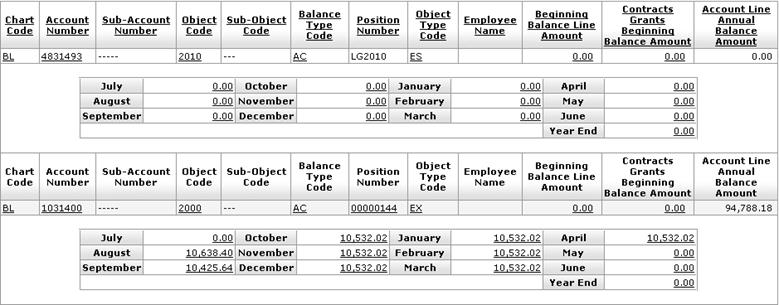 Chart Code Account Number Sub-Account Number Object Code Sub-Object Code Balance Type Code Position Number Object Type Code Employee Name Beginning Balance Line Amount Contracts Grants Beginning Balance Amount Account Line Annual Balance Amount
BL 4831493 ----- 2010 --- AC LG2010 ES 0.00 0.00 0.00
July 0.00 October 0.00 January 0.00 April 0.00
August 0.00 November 0.00 February 0.00 May 0.00
September 0.00 December 0.00 March 0.00 June 0.00
Year End 0.00
Chart Code Account Number Sub-Account Number Object Code Sub-Object Code Balance Type Code Position Number Object Type Code Employee Name Beginning Balance Line Amount Contracts Grants Beginning Balance Amount Account Line Annual Balance Amount
BL 1031400 ----- 2000 --- AC 00000144 EX 0.00 0.00 94,788.18
July 0.00 October 10,532.02 January 10,532.02 April 10,532.02
August 10,638.40 November 10,532.02 February 10,532.02 May 0.00
September 10,425.64 December 10,532.02 March 10,532.02 June 0.00
Year End 0.00